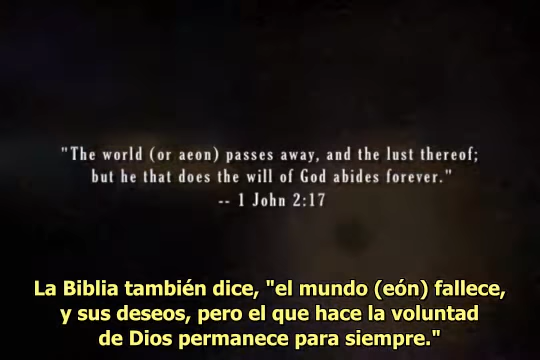 "The world (or aeon) passes away, and the lust thereof;
but he that does the will of God abides forever."
-- 1 John 2:17
La Biblia también dice, "el mundo (eón) fallece,
y sus deseos, pero el que hace la voluntad
de Dios permanece para siempre."